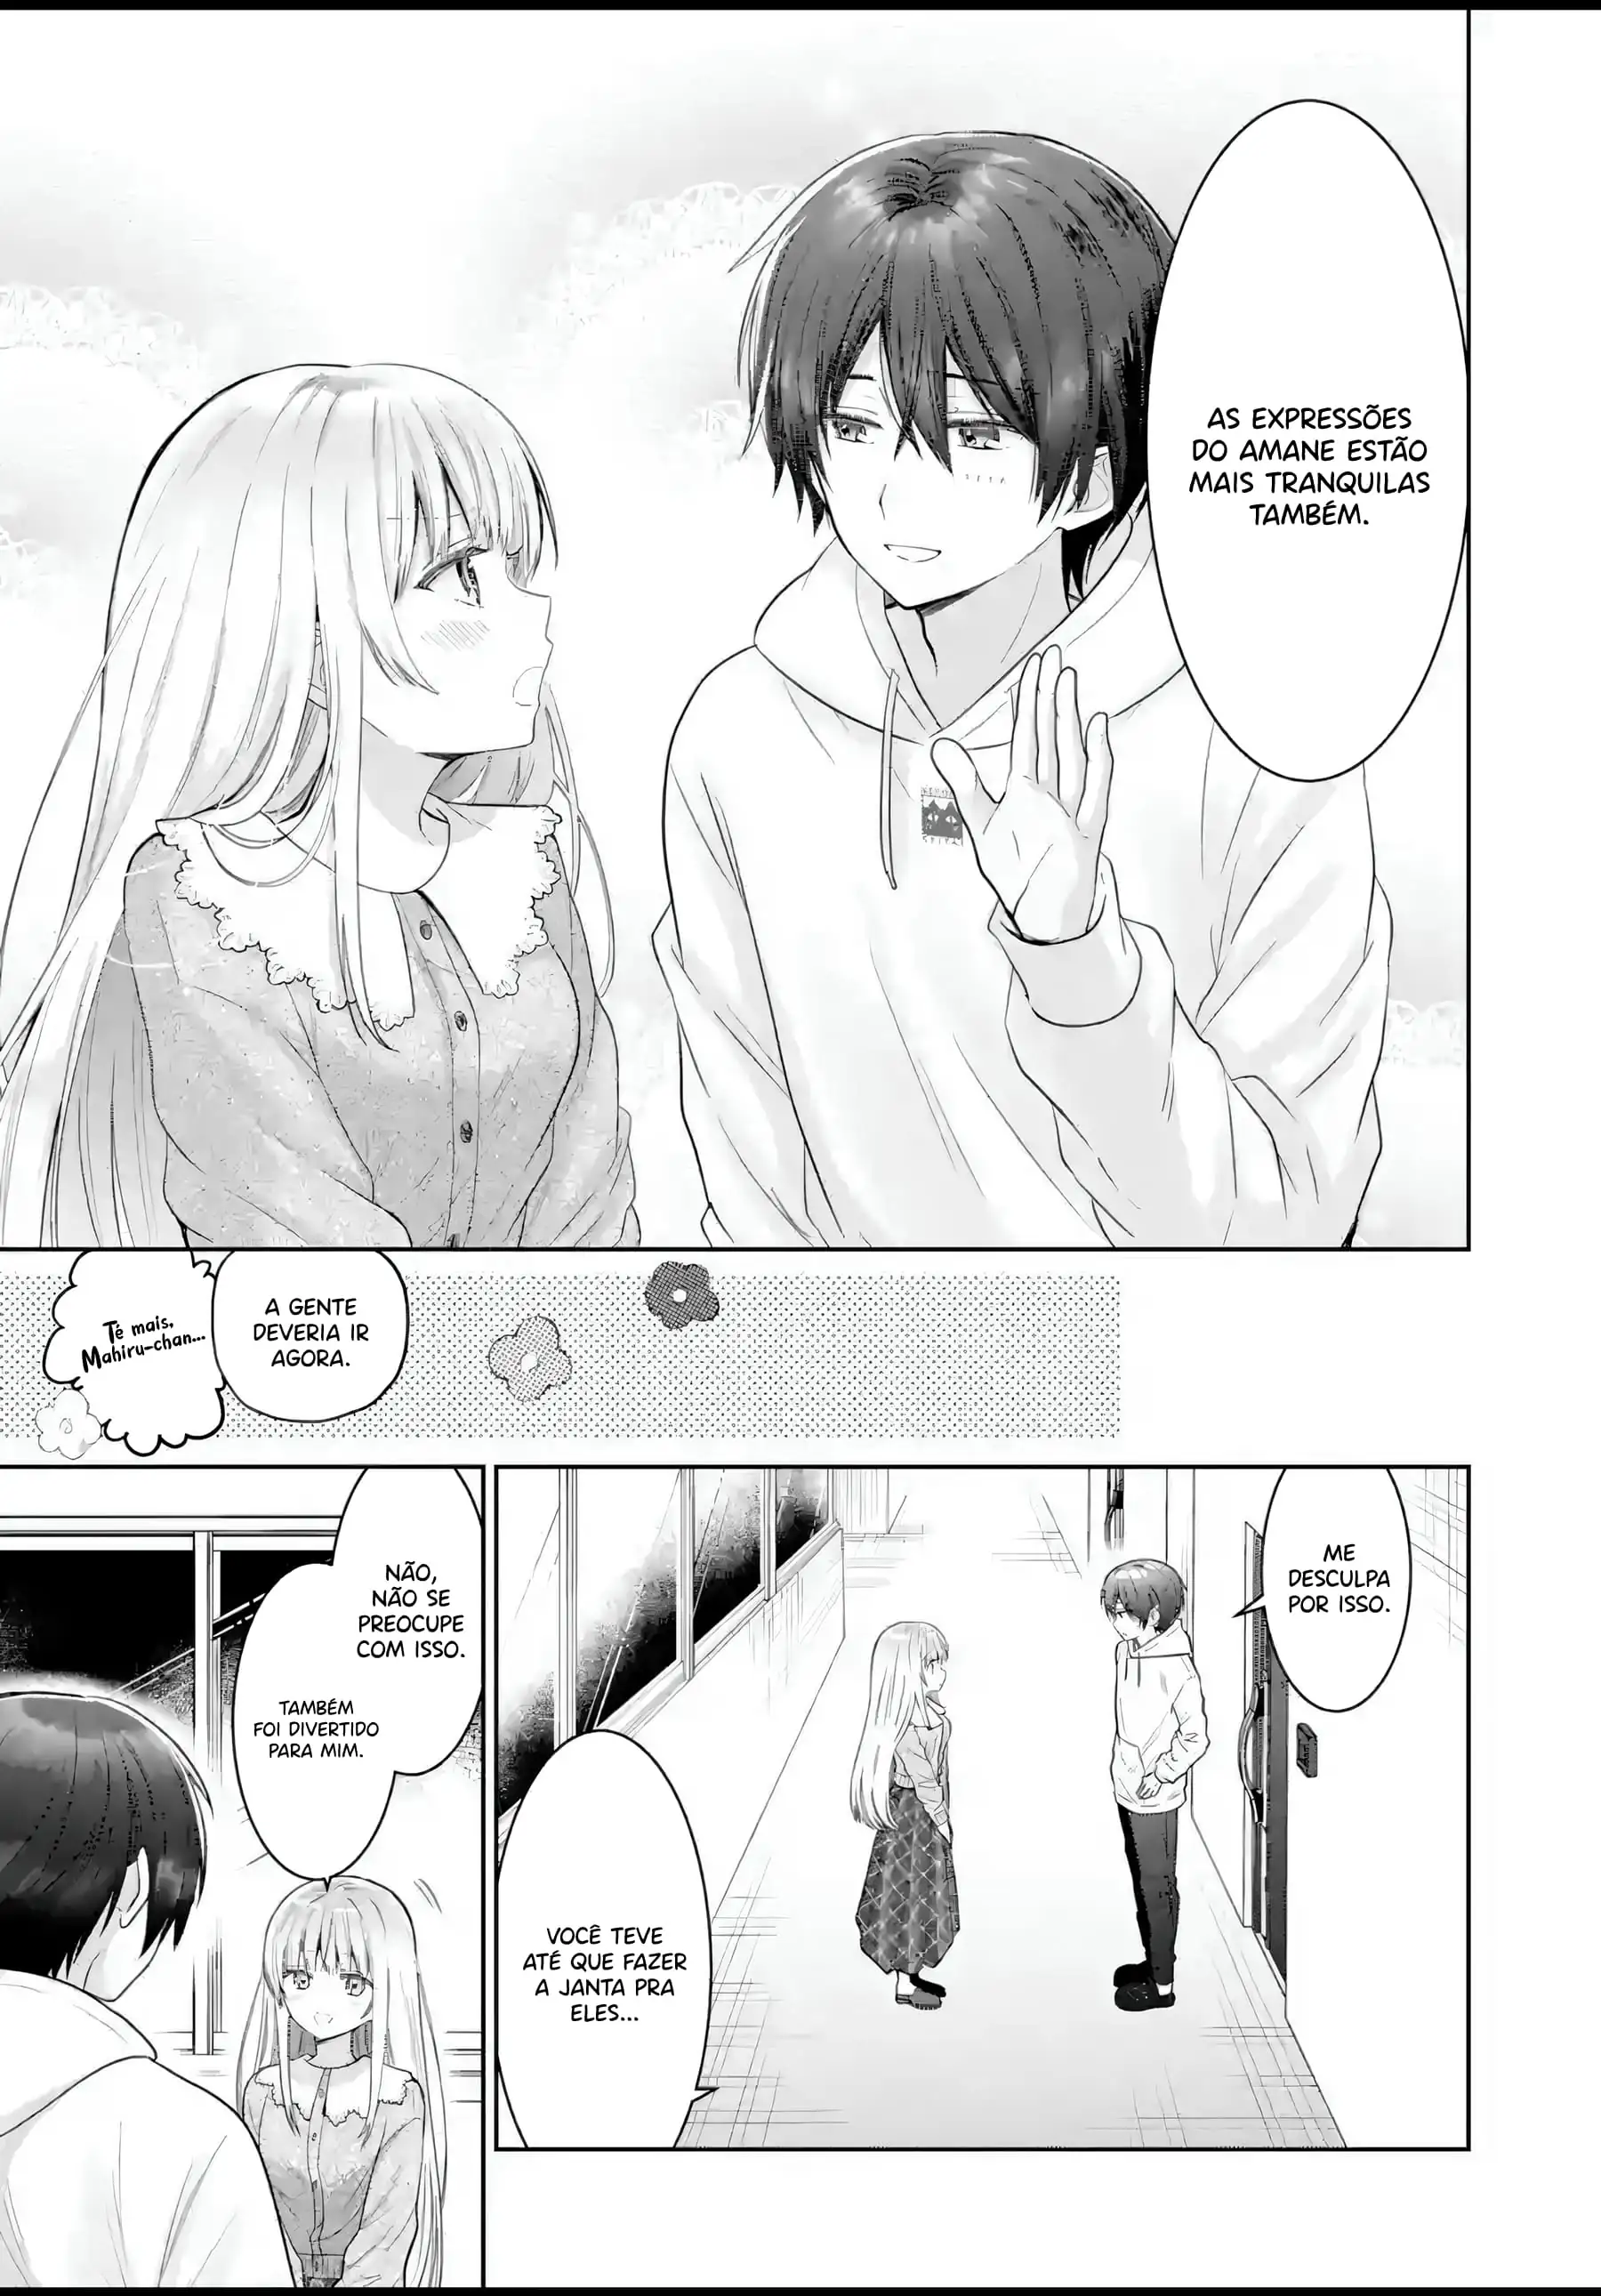 AS EXPRESSÕES
DO AMANE ESTÃO
MAIS TRANQUILAS
TAMBÉM.
A GENTE
DEVERIA IR
AGORA.
Té mais,
Mahiru-chan...
ME
DESCULPA
POR ISSO.
VOCÊ TEVE
ATÉ QUE FAZER
A JANTA PRA
ELES...
NÃO,
NÃO SE
PREOCUPE
COM ISSO.
TAMBÉM
FOI DIVERTIDO
PARA MIM.